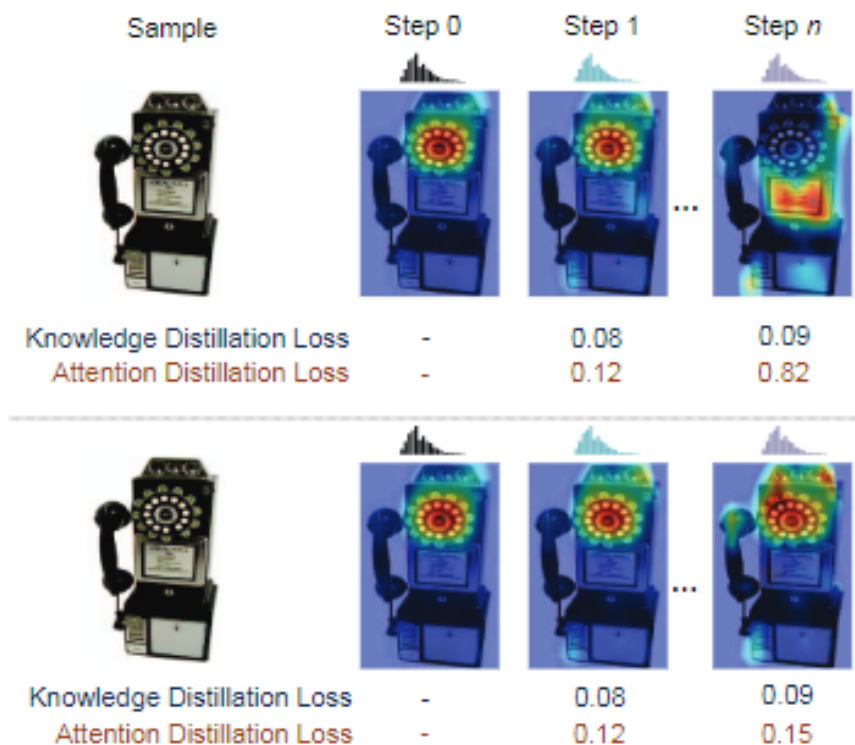 Sample Step 0 Step 1 Step n
...
Knowledge Distillation Loss - 0.08 0.09
Attention Distillation Loss - 0.12 0.82
...
Knowledge Distillation Loss - 0.08 0.09
Attention Distillation Loss - 0.12 0.15